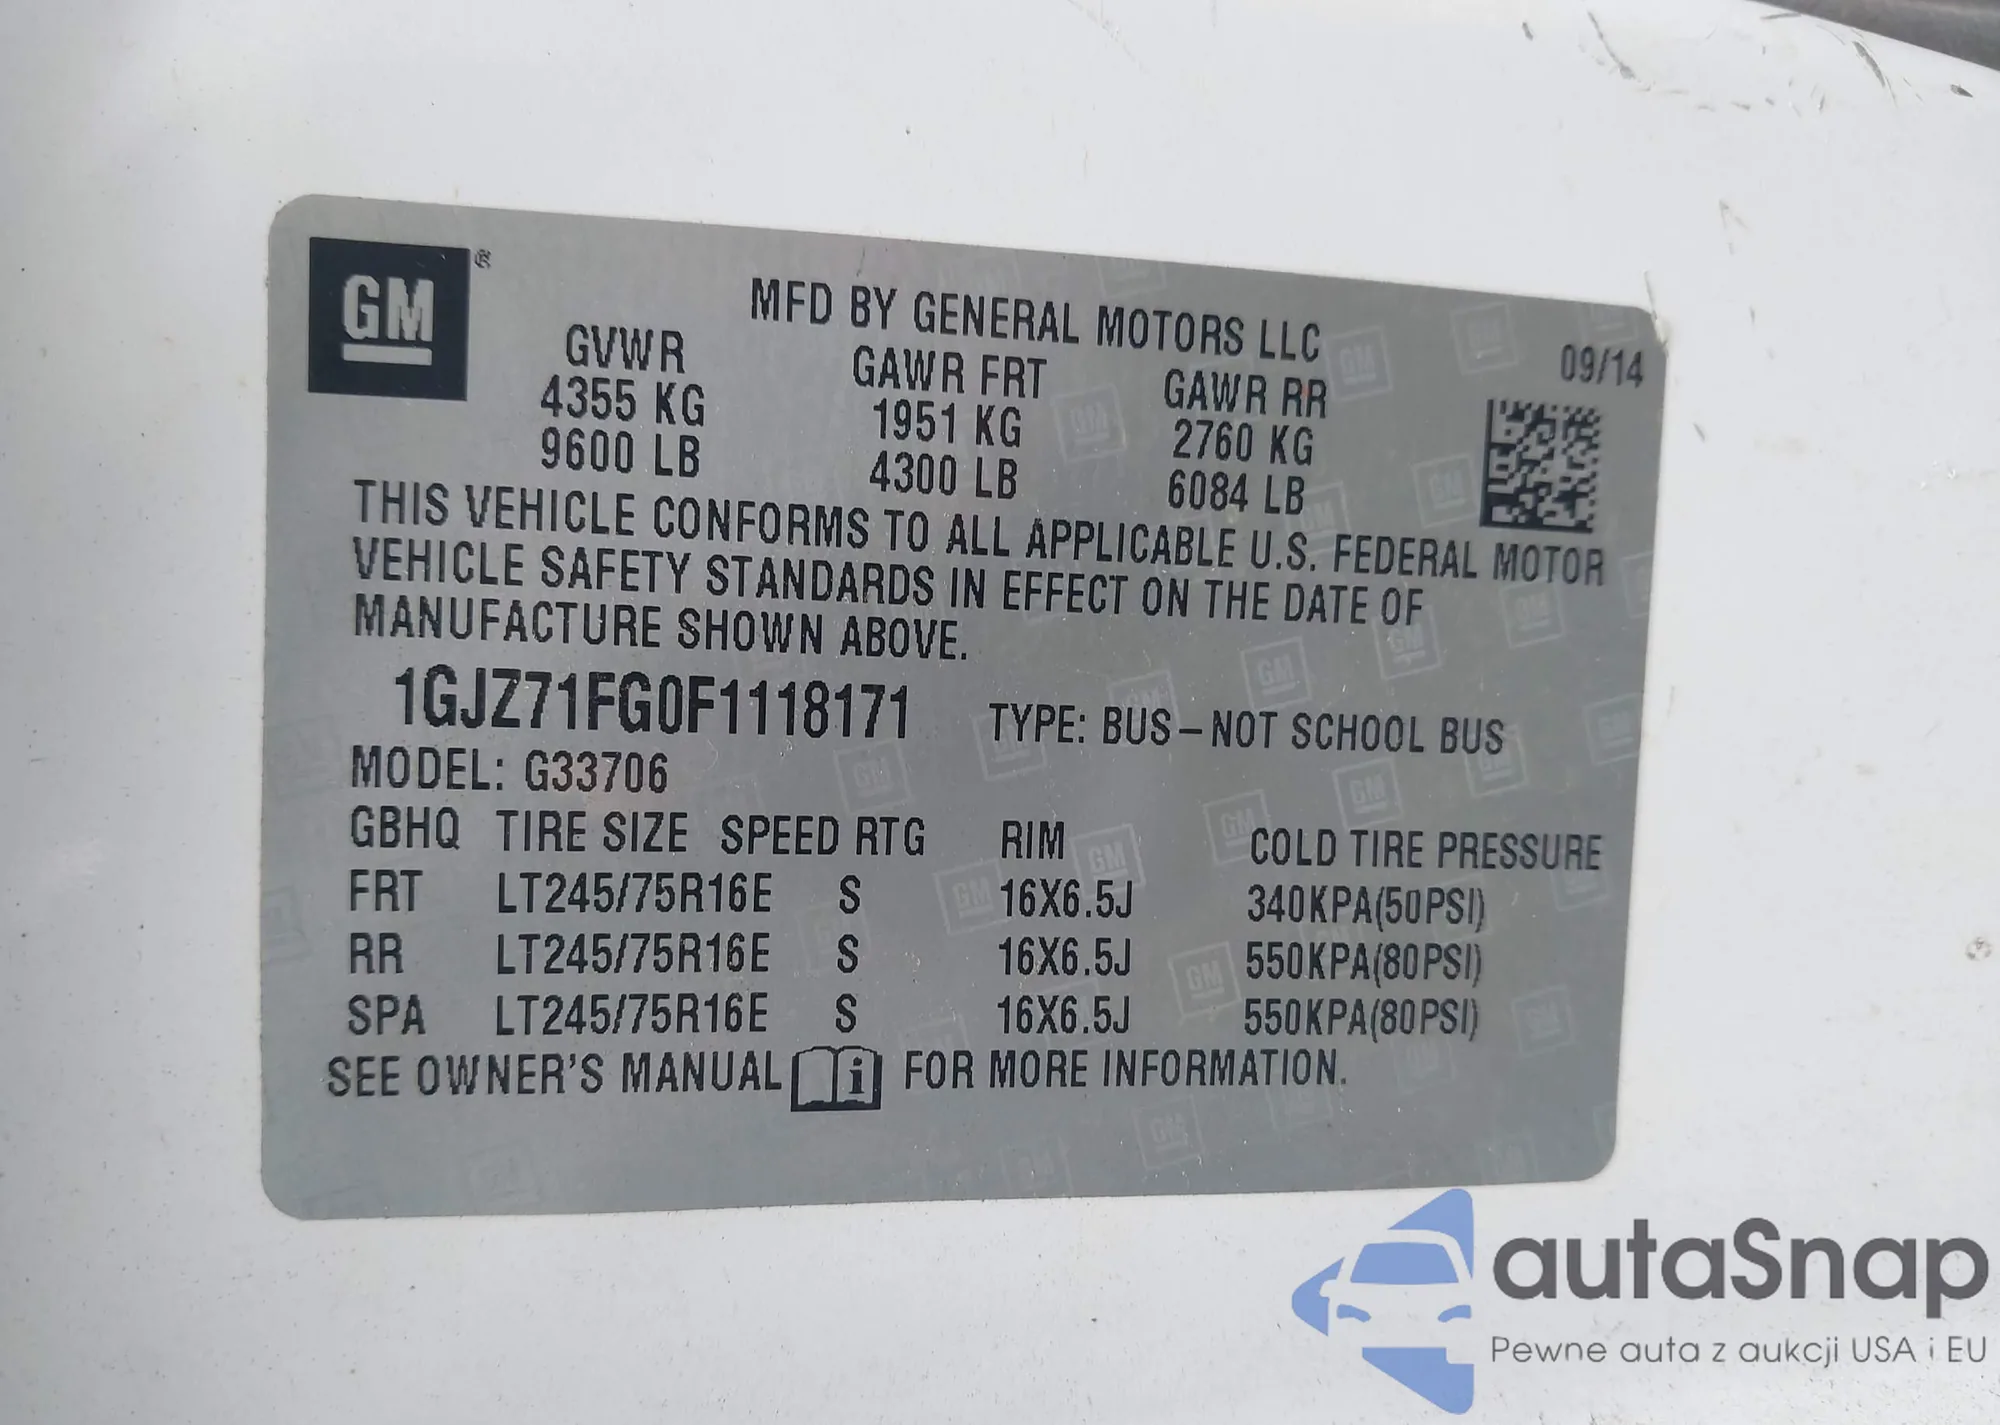 GM®
MFD BY GENERAL MOTORS LLC
09/14
GVWR GAWR FRT GAWR RR
4355 KG 1951 KG 2760 KG
9600 LB 4300 LB 6084 LB
THIS VEHICLE CONFORMS TO ALL APPLICABLE U.S. FEDERAL MOTOR
VEHICLE SAFETY STANDARDS IN EFFECT ON THE DATE OF
MANUFACTURE SHOWN ABOVE.
1GJZ71FG0F1118171 TYPE: BUS–NOT SCHOOL BUS
MODEL: G33706
GBHQ TIRE SIZE SPEED RTG RIM COLD TIRE PRESSURE
FRT LT245/75R16E S 16X6.5J 340KPA(50PSI)
RR LT245/75R16E S 16X6.5J 550KPA(80PSI)
SPA LT245/75R16E S 16X6.5J 550KPA(80PSI)
SEE OWNER'S MANUAL i FOR MORE INFORMATION.
autaSnap
Pewne auta z aukcji USA i EU